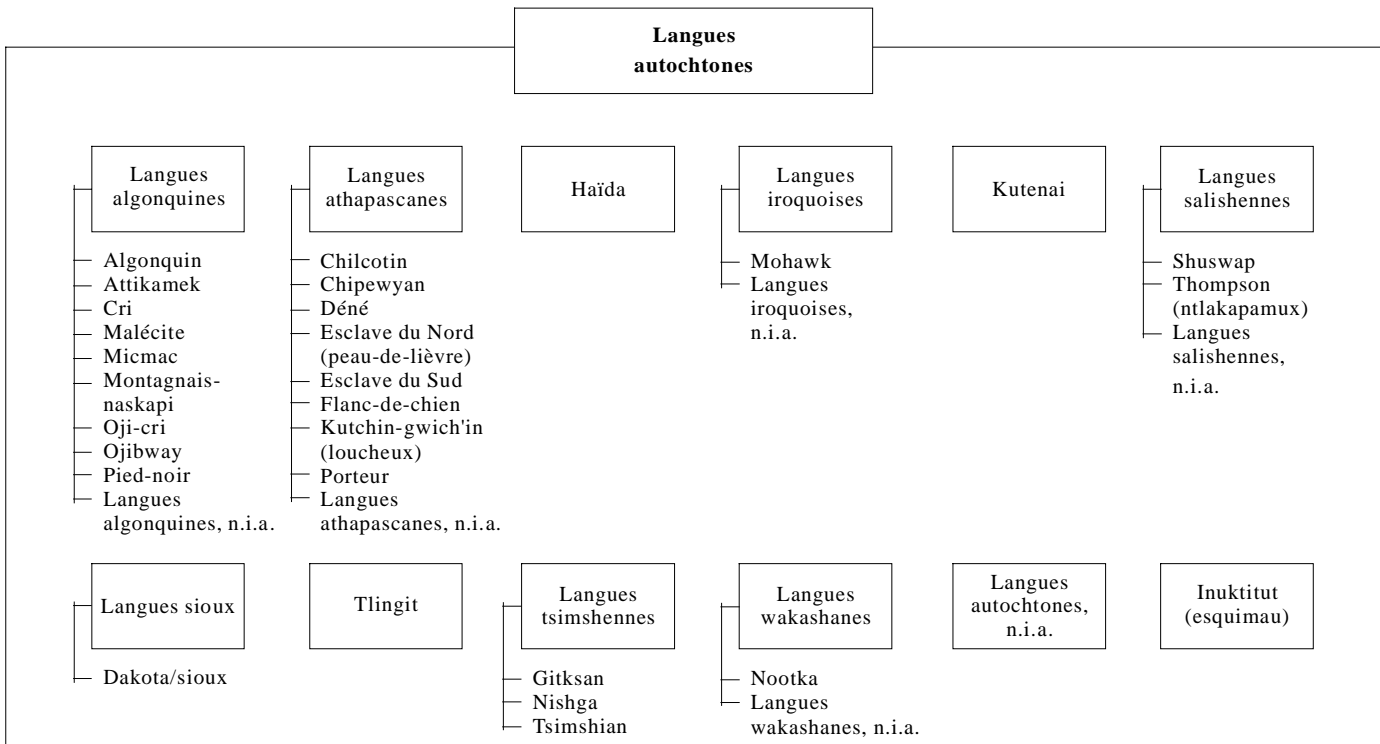 Langues
autochtones
Langues
algonquines
Algonquin
Attikamek
Cri
Malécite
Micmac
Montagnais-
naskapi
Oji-cri
Ojibway
Pied-noir
Langues
algonquines, n.i.a.
Langues
athapascanes
Chilcotin
Chipewyan
Déné
Esclave du Nord
(peau-de-lièvre)
Esclave du Sud
Flanc-de-chien
Kutchin-gwich'in
(loucheux)
Porteur
Langues
athapascanes, n.i.a.
Haïda
Langues
iroquoises
Mohawk
Langues
iroquoises,
n.i.a.
Kutenai
Langues
salishennes
Shuswap
Thompson
(ntlakapamux)
Langues
salishennes,
n.i.a.
Langues sioux
Dakota/sioux
Tlingit
Langues
tsimshennes
Gitksan
Nishga
Tsimshian
Langues
wakashanes
Nootka
Langues
wakashanes, n.i.a.
Langues
autochtones,
n.i.a.
Inuktitut
(esquimau)